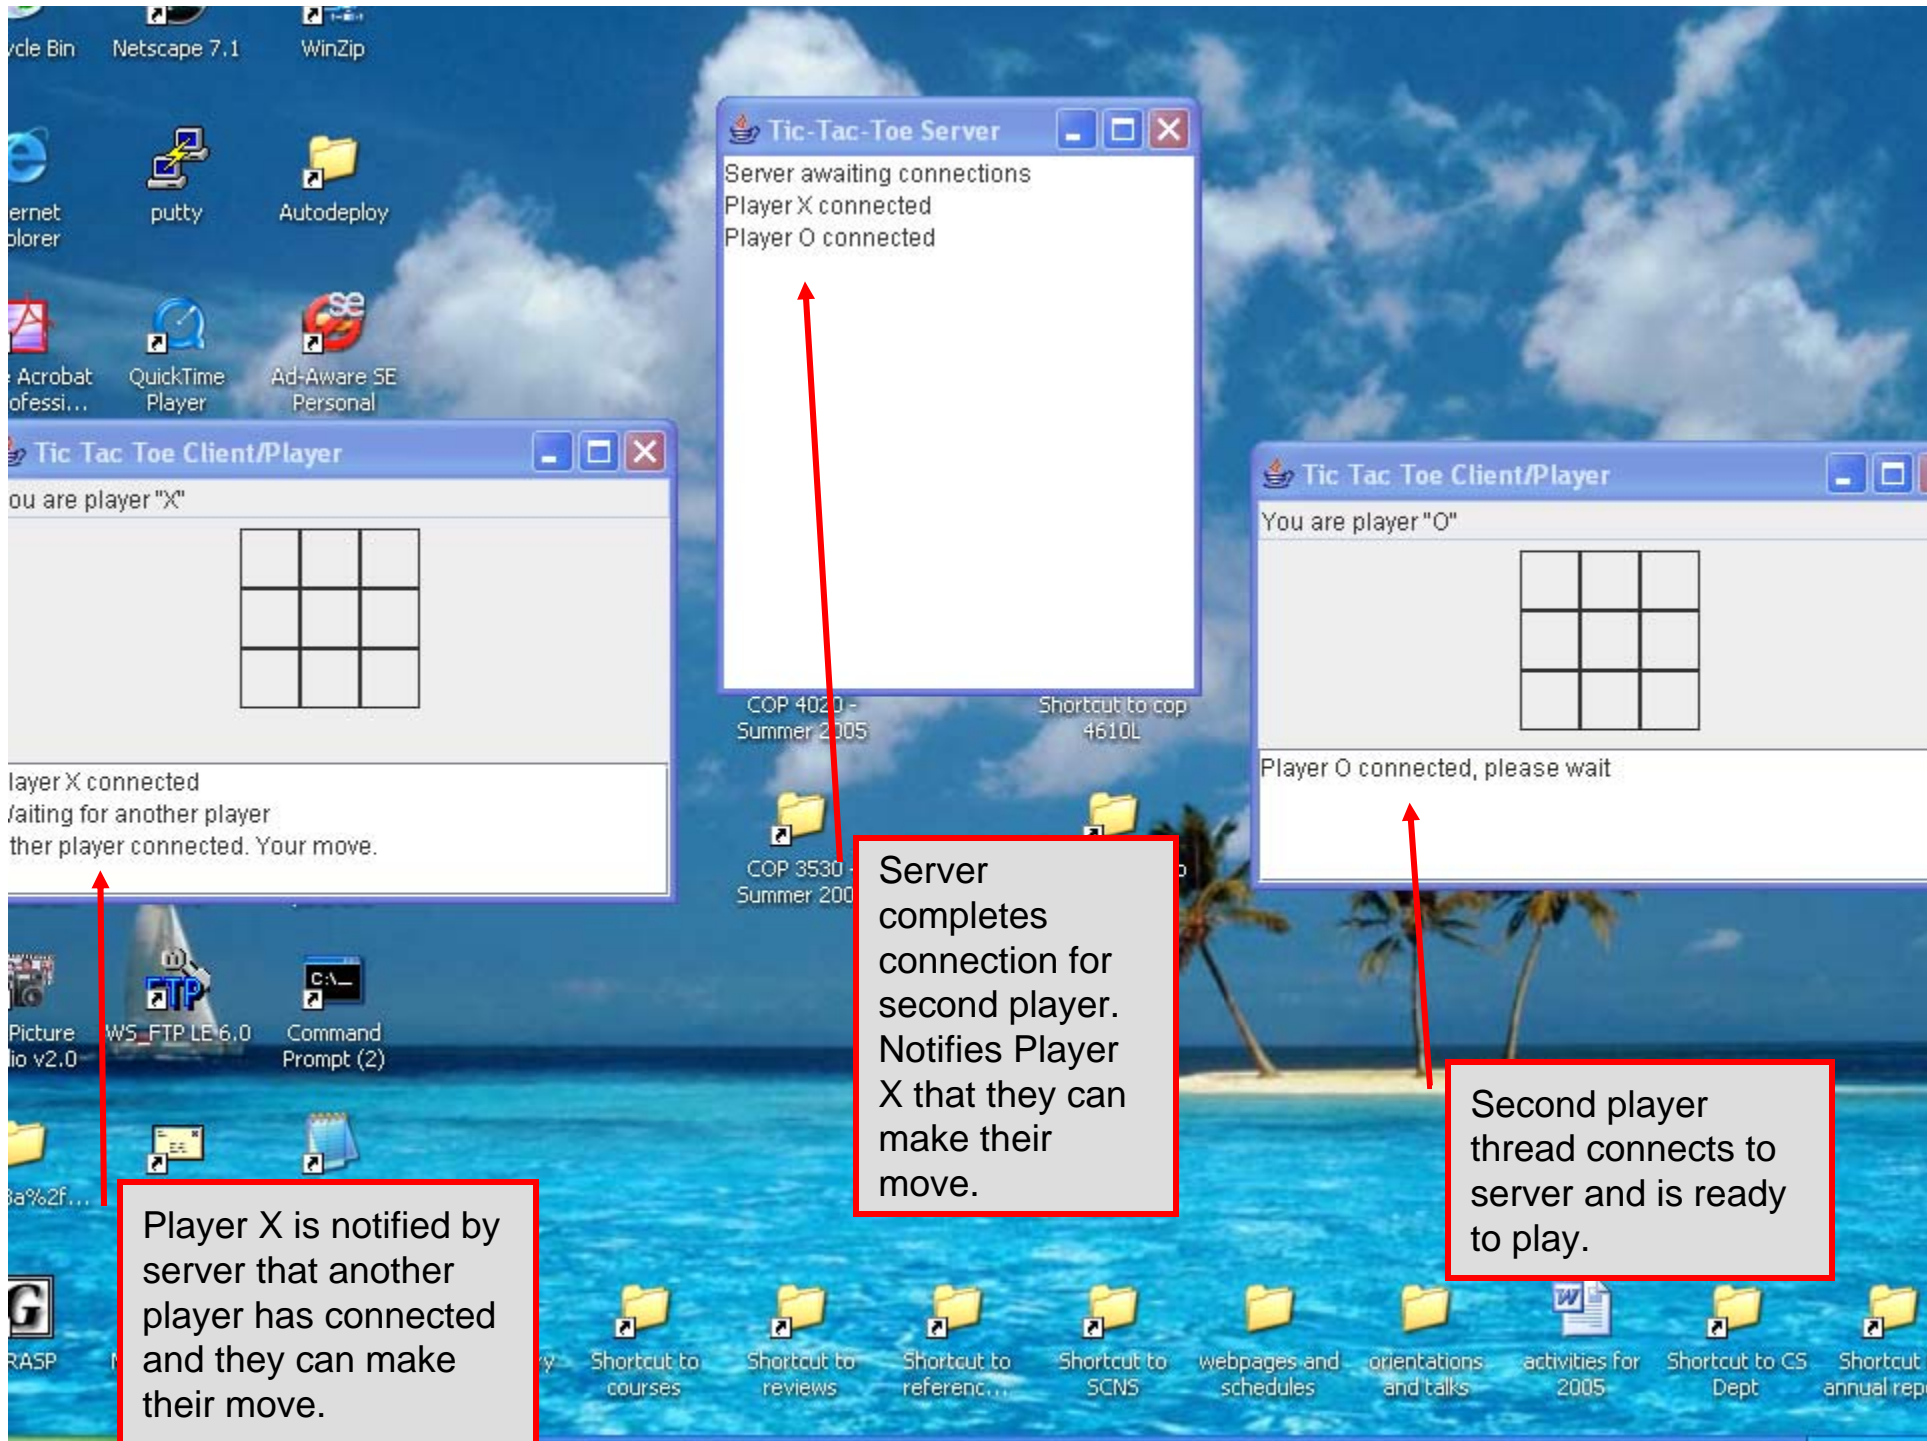 ycle Bin
Netscape 7.1
WinZip
ernet
plorer
putty
Autodeploy
Acrobat
ofessi...
QuickTime
Player
Ad-Aware SE
Personal
Tic-Tac-Toe Server
Server awaiting connections
Player X connected
Player O connected
Tic Tac Toe Client/Player
ou are player "X"
layer X connected
aiting for another player
ther player connected. Your move.
Tic Tac Toe Client/Player
You are player "O"
Player O connected, please wait
COP 4020 -
Summer 2005
Shortcut to cop
4610L
COP 3530 -
Summer 200
Server
completes
connection for
second player.
Notifies Player
X that they can
make their
move.
Second player
thread connects to
server and is ready
to play.
Picture
io v2.0
WS_FTP LE 6.0
FTP
C:\_
Command
Prompt (2)
3a%2f...
Player X is notified by
server that another
player has connected
and they can make
their move.
G
RASP
Shortcut to
courses
Shortcut to
reviews
Shortcut to
referenc...
Shortcut to
SCNS
webpages and
schedules
orientations
and talks
W
activities for
2005
Shortcut to CS
Dept
Shortcut
annual rep